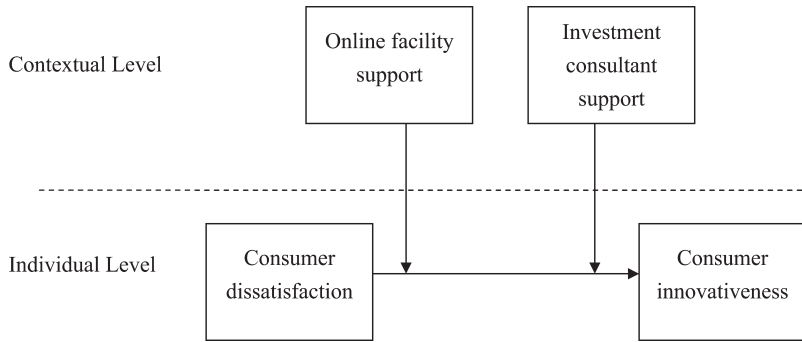 Contextual Level
Online facility
support
Investment
consultant
support
Individual Level
Consumer
dissatisfaction
Consumer
innovativeness